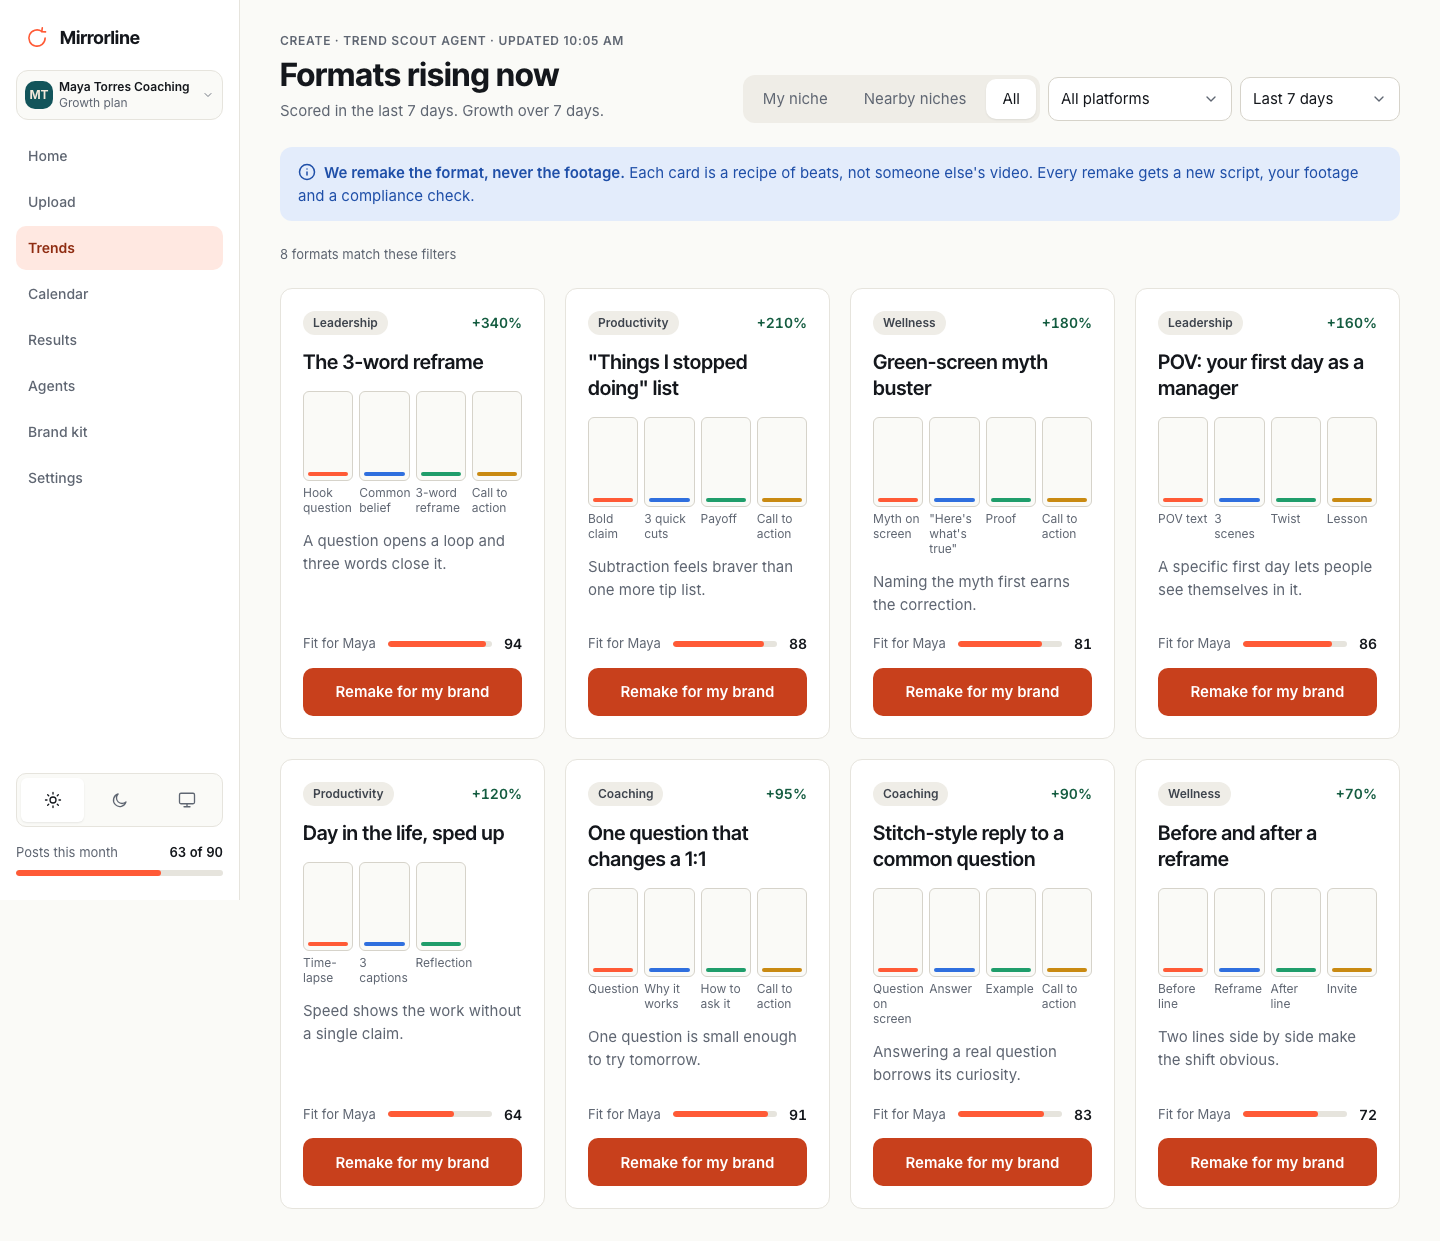 Mirrorline
MT
Maya Torres Coaching
Growth plan
Home
Upload
Trends
Calendar
Results
Agents
Brand kit
Settings
Posts this month
63 of 90
CREATE · TREND SCOUT AGENT · UPDATED 10:05 AM
Formats rising now
Scored in the last 7 days. Growth over 7 days.
My niche
Nearby niches
All
All platforms
Last 7 days
We remake the format, never the footage. Each card is a recipe of beats, not someone else's video. Every remake gets a new script, your footage
and a compliance check.
8 formats match these filters
Leadership
+340%
The 3-word reframe
Hook
question
Common
belief
3-word
reframe
Call to
action
A question opens a loop and
three words close it.
Fit for Maya
94
Remake for my brand
Productivity
+210%
"Things I stopped
doing" list
Bold
claim
3 quick
cuts
Payoff
Call to
action
Subtraction feels braver than
one more tip list.
Fit for Maya
88
Remake for my brand
Wellness
+180%
Green-screen myth
buster
Myth on
screen
"Here's
what's
true"
Proof
Call to
action
Naming the myth first earns
the correction.
Fit for Maya
81
Remake for my brand
Leadership
+160%
POV: your first day as a
manager
POV text
3
scenes
Twist
Lesson
A specific first day lets people
see themselves in it.
Fit for Maya
86
Remake for my brand
Productivity
+120%
Day in the life, sped up
Time-
lapse
3
captions
Reflection
Speed shows the work without
a single claim.
Fit for Maya
64
Remake for my brand
Coaching
+95%
One question that
changes a 1:1
Question
Why it
works
How to
ask it
Call to
action
One question is small enough
to try tomorrow.
Fit for Maya
91
Remake for my brand
Coaching
+90%
Stitch-style reply to a
common question
Question
on
screen
Answer
Example
Call to
action
Answering a real question
borrows its curiosity.
Fit for Maya
83
Remake for my brand
Wellness
+70%
Before and after a
reframe
Before
line
Reframe
After
line
Invite
Two lines side by side make
the shift obvious.
Fit for Maya
72
Remake for my brand